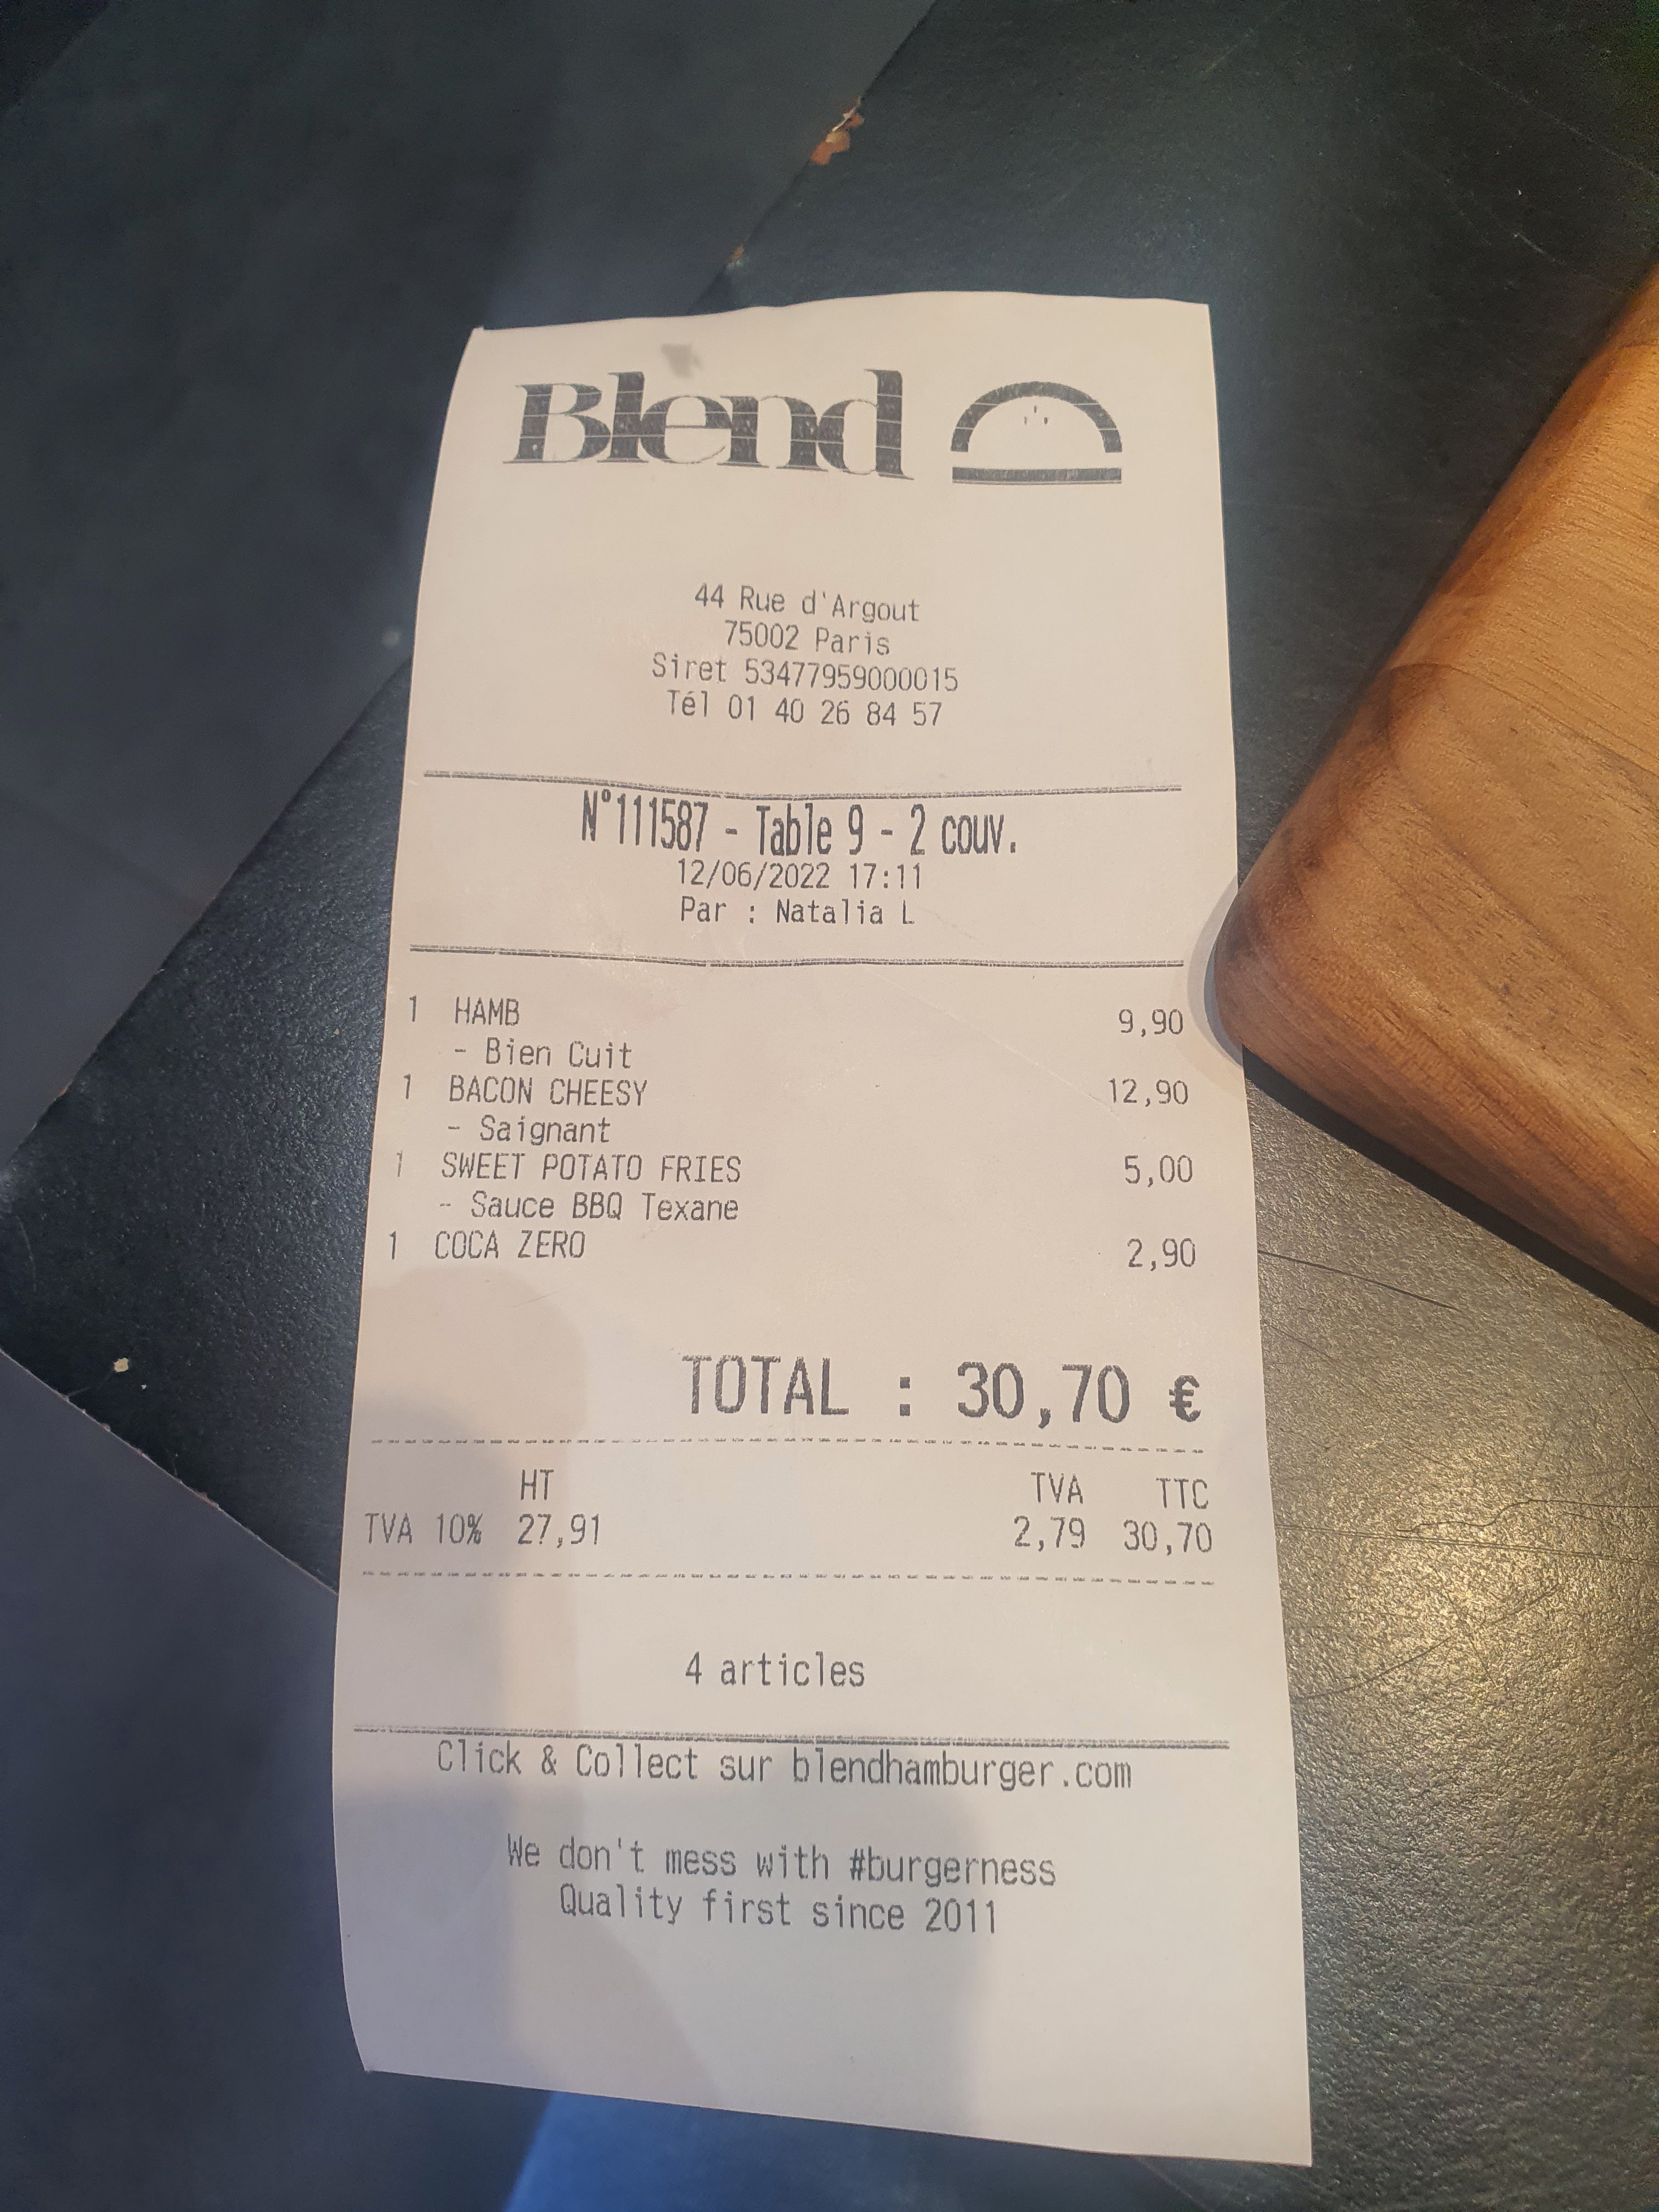 Blend
44 Rue d'Argout
75002 Paris
Siret 53477959000015
Tél 01 40 26 84 57
N°111587 - Table 9 - 2 couv.
12/06/2022 17:11
Par : Natalia L
1 HAMB 9,90
- Bien Cuit
1 BACON CHEESY 12,90
- Saignant
1 SWEET POTATO FRIES 5,00
- Sauce BBQ Texane
1 COCA ZERO 2,90
TOTAL : 30,70 €
HT TVA TTC
TVA 10% 27,91 2,79 30,70
4 articles
Click & Collect sur blendhamburger.com
We don't mess with #burgerness
Quality first since 2011